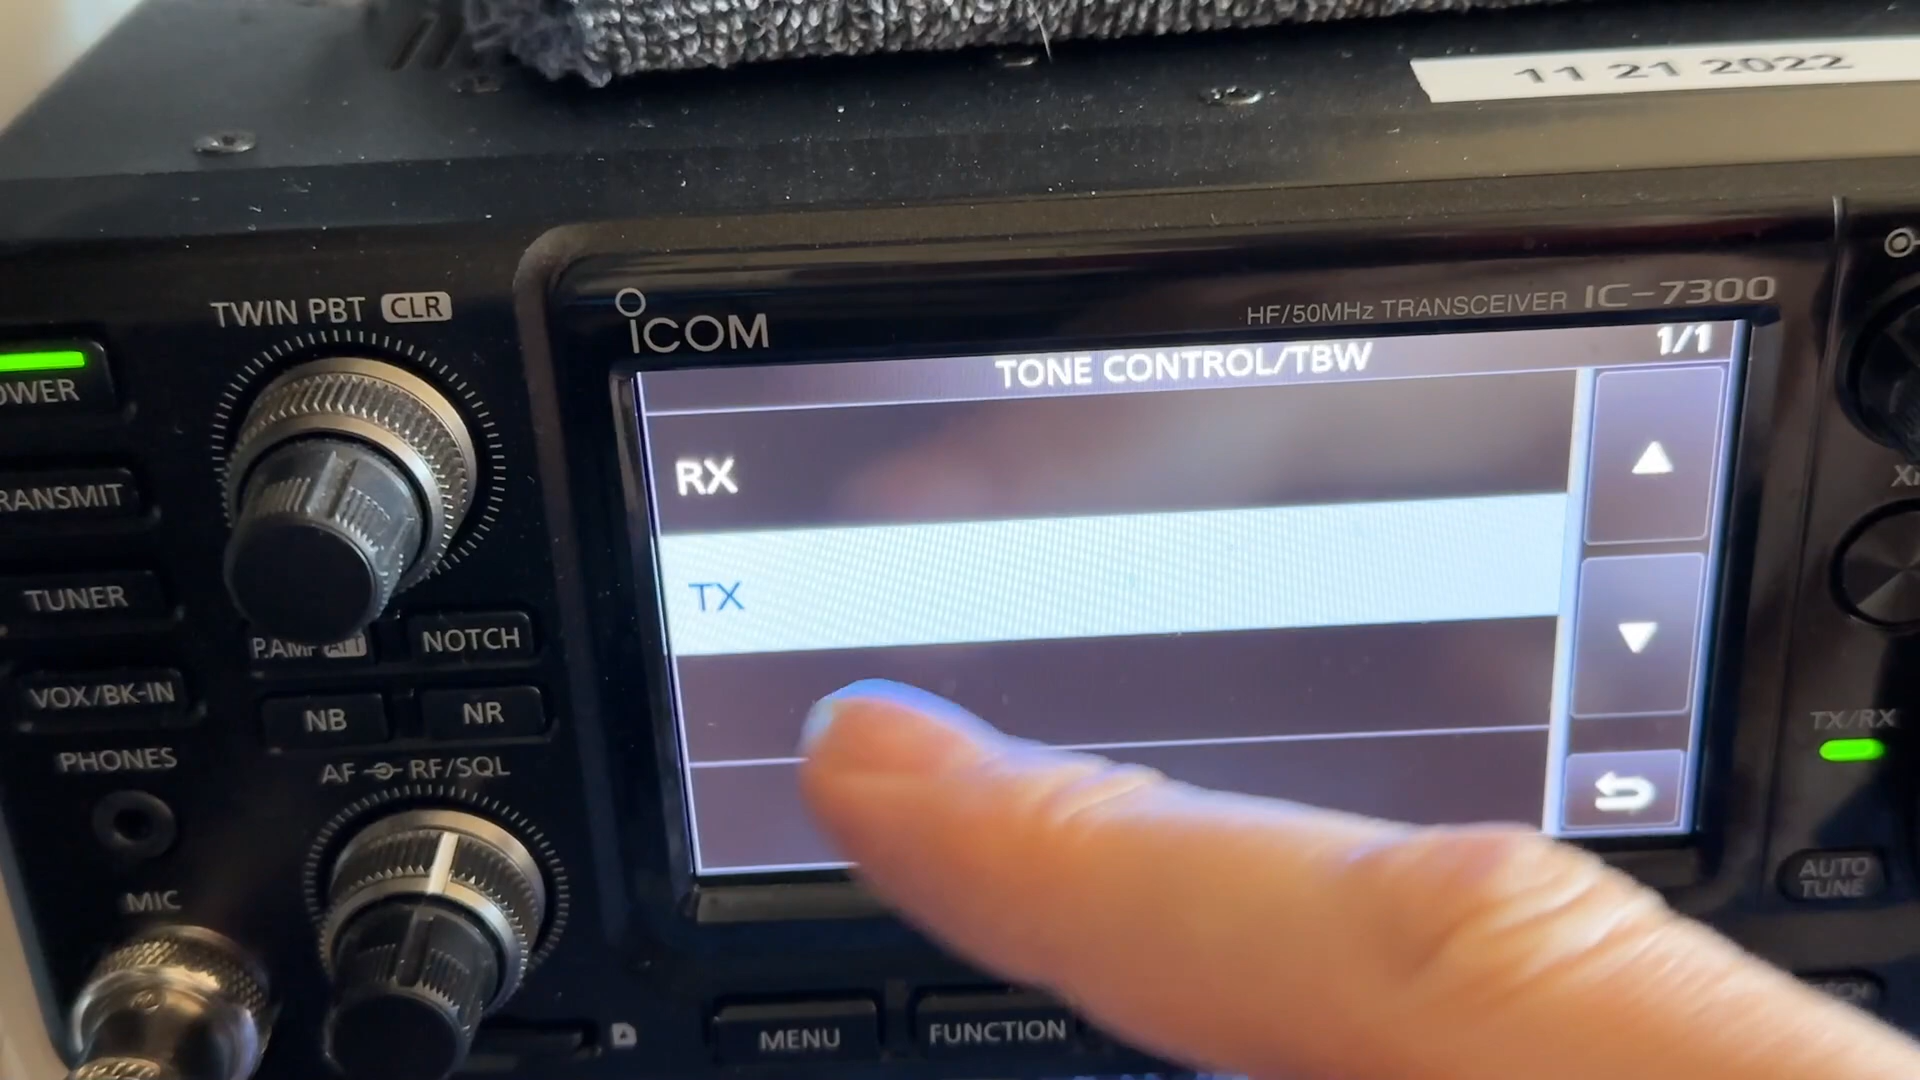 11 21 2022
TWIN PBT CLR
ICOM
HF/50MHz TRANSCEIVER IC-7300
TONE CONTROL/TBW
1/1
RX
TX
OWER
RANSMIT
TUNER
P.AMP ATT
NOTCH
VOX/BK-IN
NB
NR
PHONES
AF RF/SQL
MIC
TX/RX
AUTO
TUNE
MENU
FUNCTION